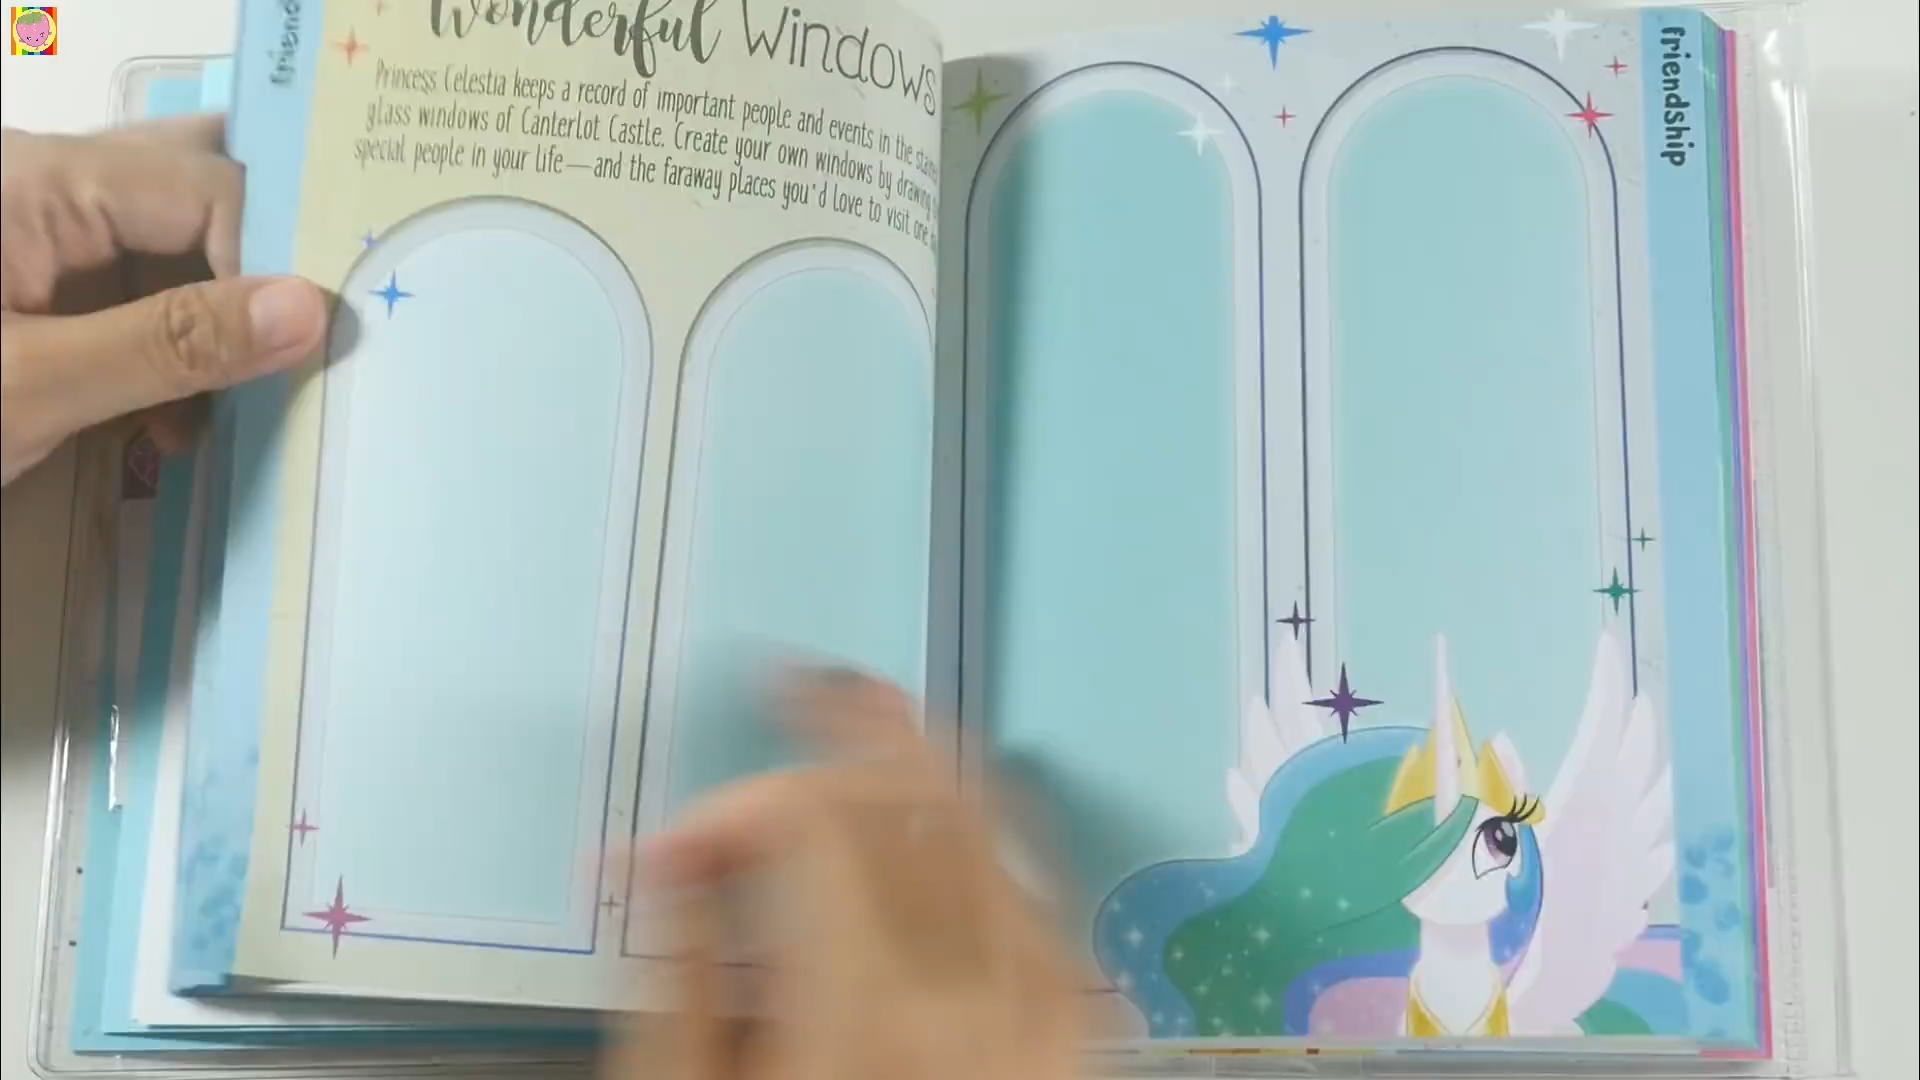 Wonderful Windows
Princess Celestia keeps a record of important people and events in the
glass windows of Canterlot Castle. Create your own windows by drawing
special people in your life—and the faraway places you'd love to visit one
friendship